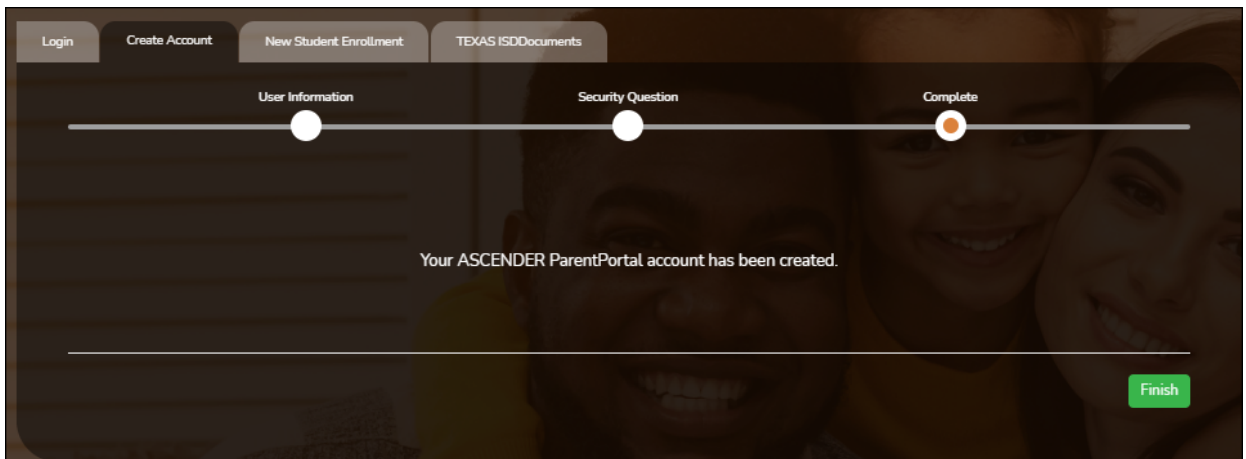 Login
Create Account
New Student Enrollment
TEXAS ISDDocuments
User Information
Security Question
Complete
Your ASCENDER ParentPortal account has been created.
Finish